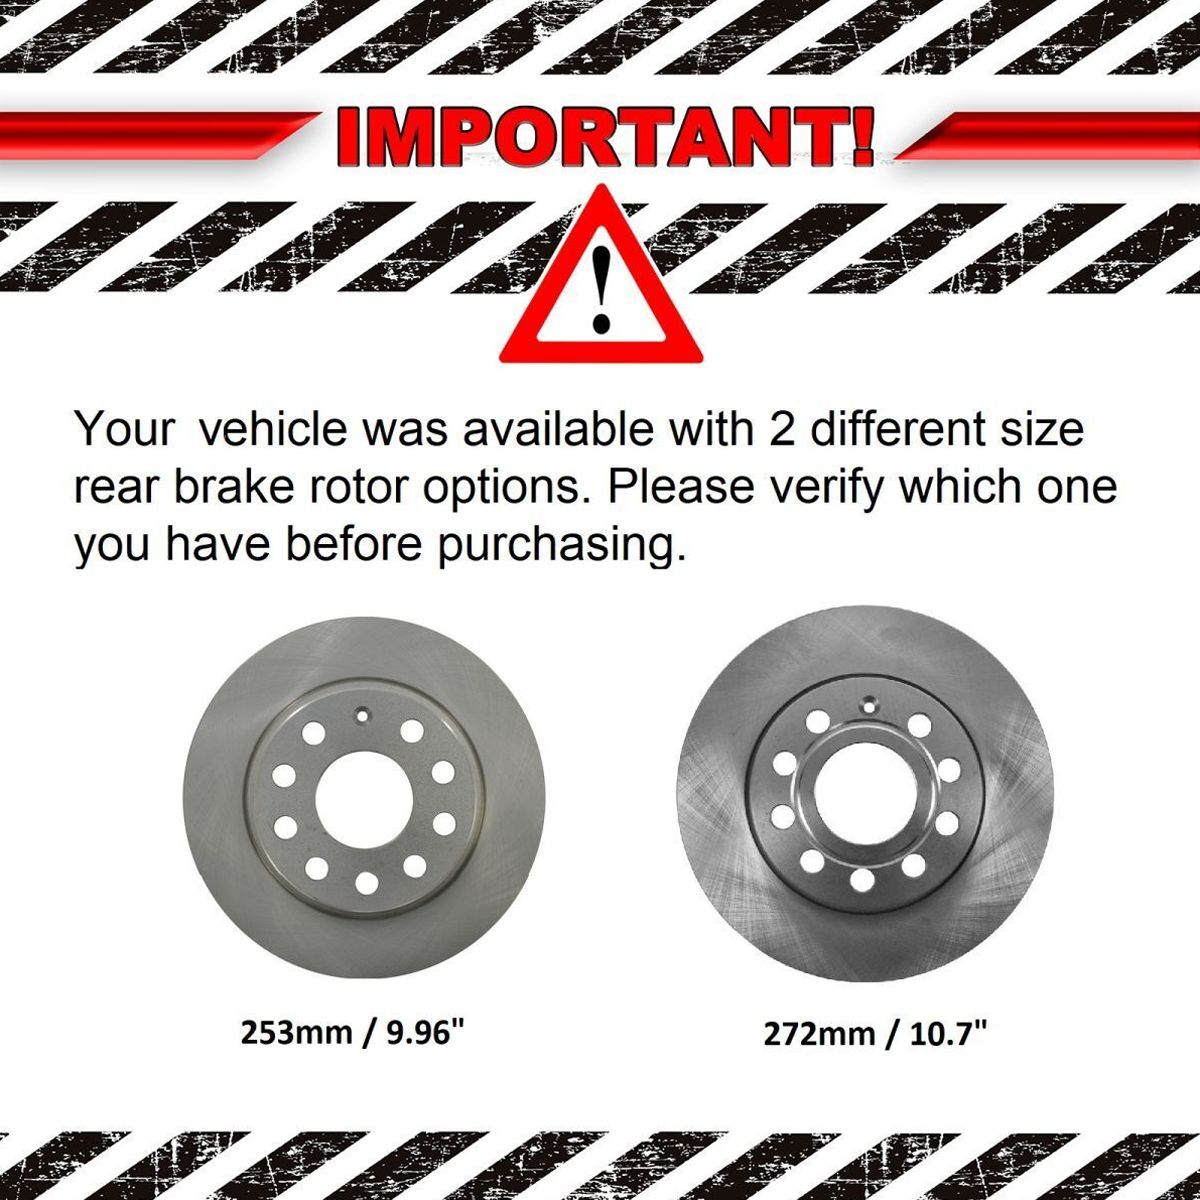 IMPORTANT!
Your vehicle was available with 2 different size
rear brake rotor options. Please verify which one
you have before purchasing.
253mm / 9.96"
272mm / 10.7"